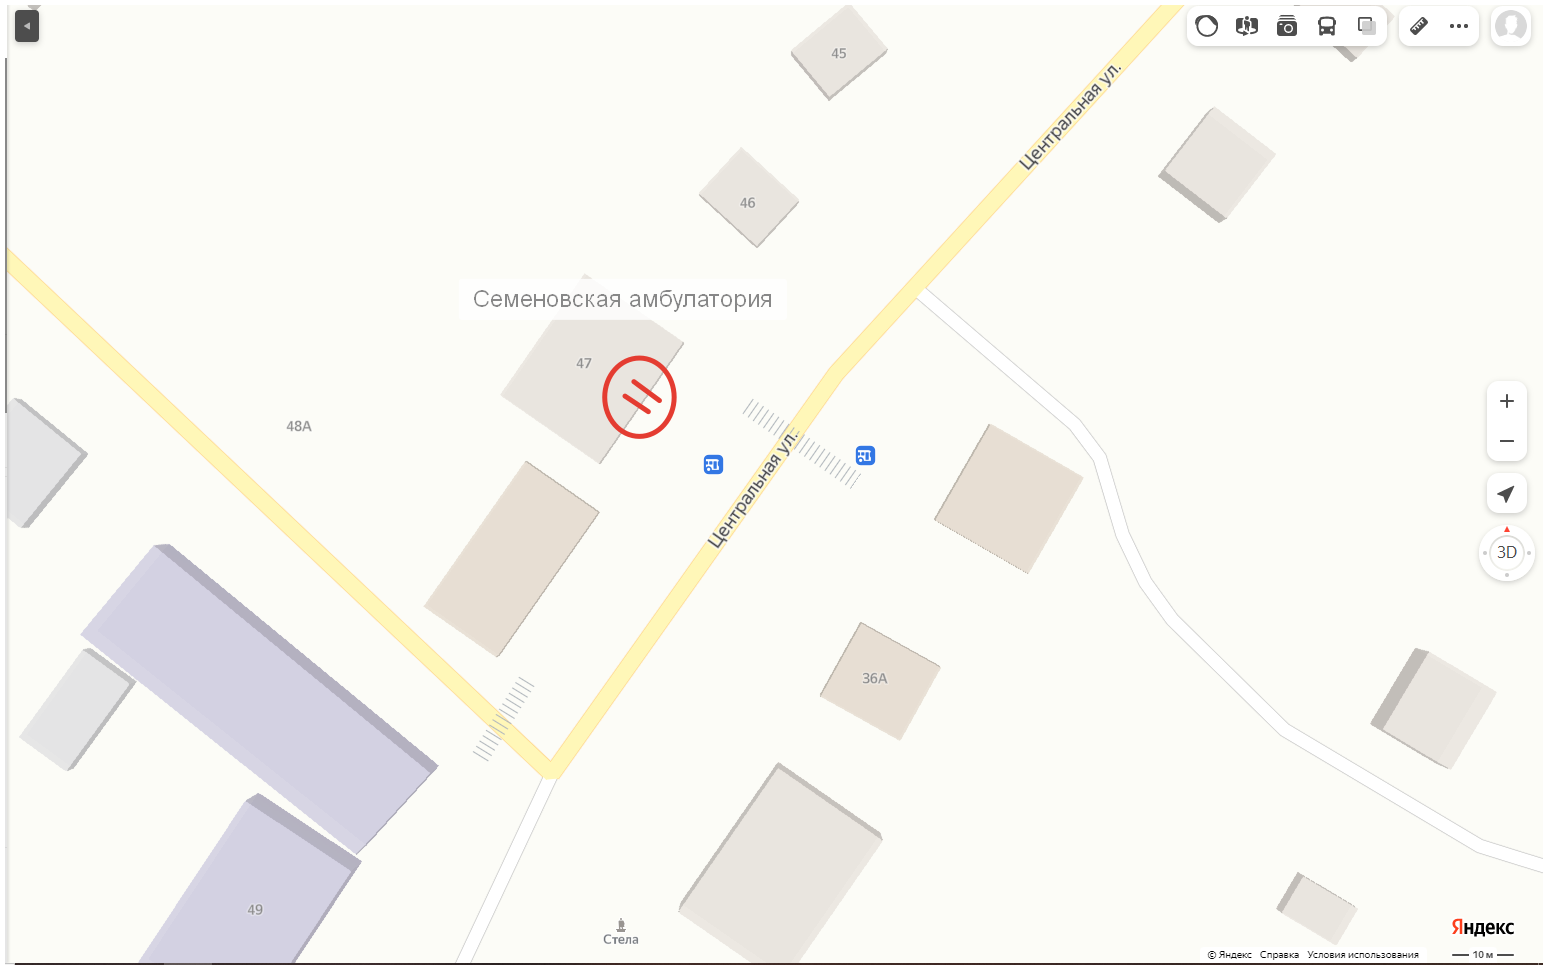 45
Центральная ул.
46
Семеновская амбулатория
47
48А
Центральная ул.
3D
36А
49
Стела
Яндекс
© Яндекс Справка Условия использования
10 м